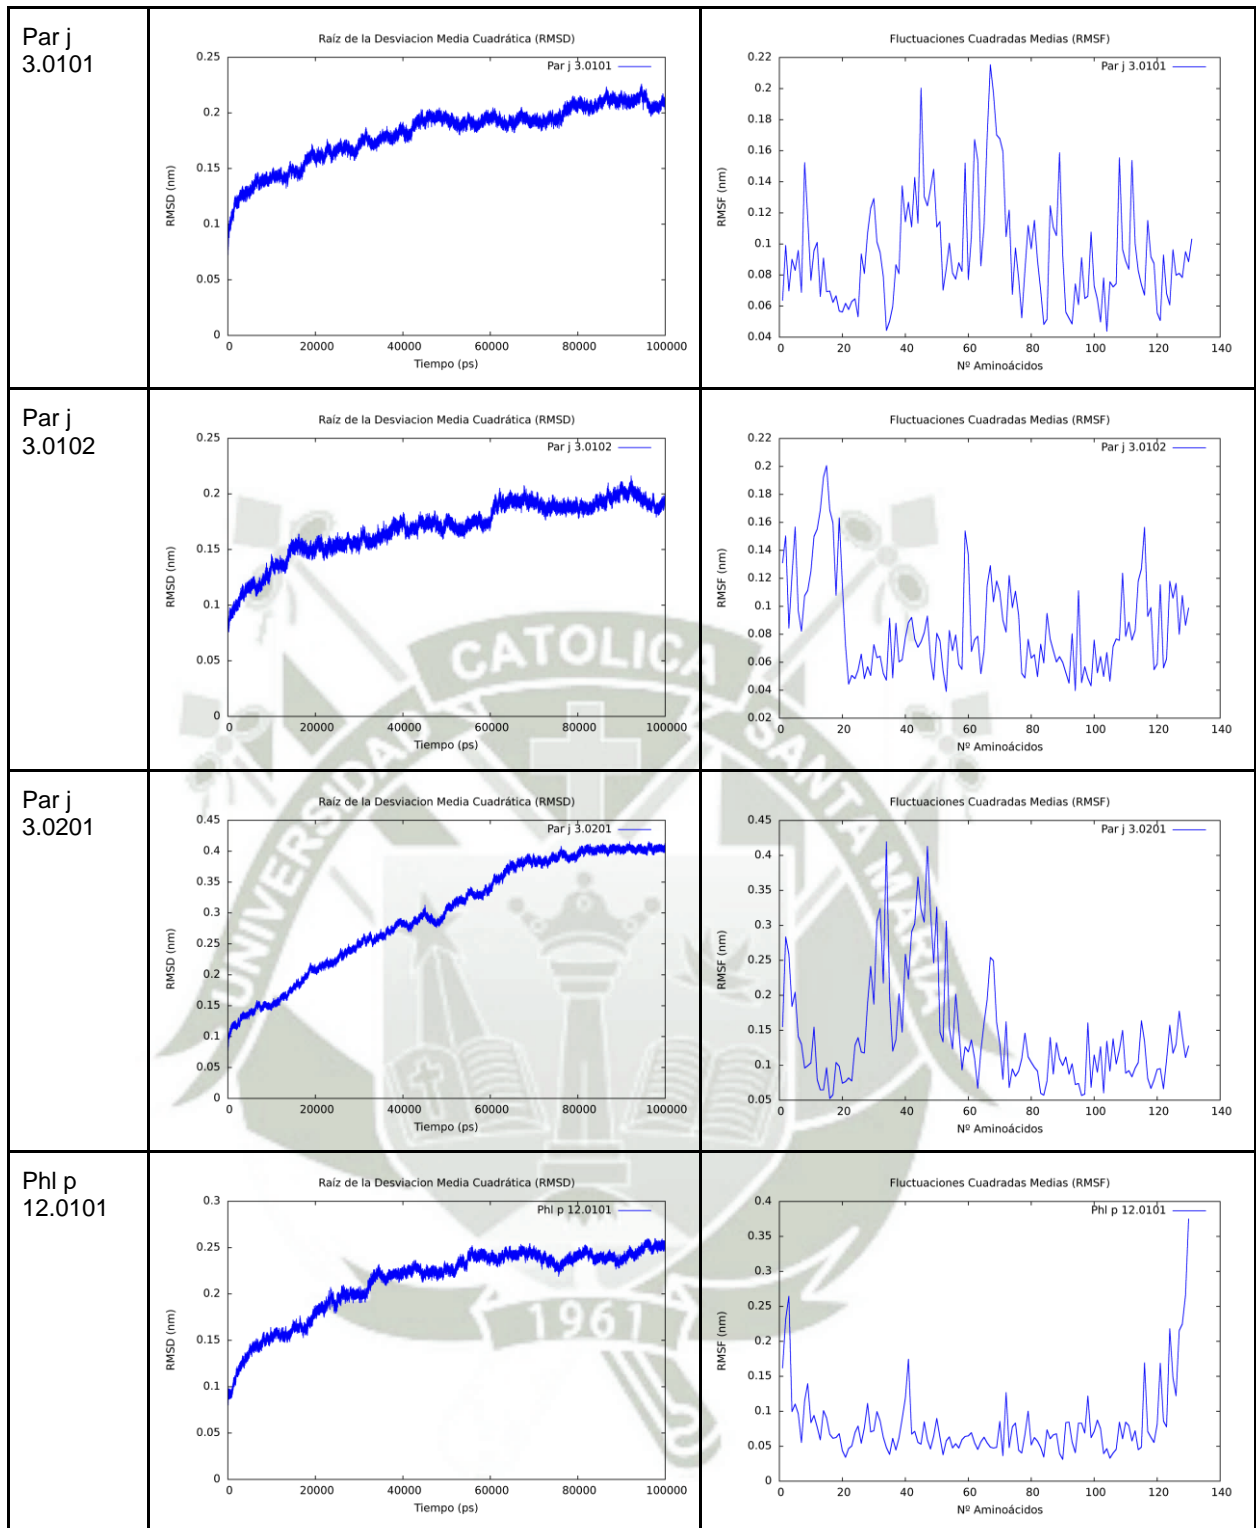 Par j
3.0101
Raíz de la Desviacion Media Cuadrática (RMSD)
Par j 3.0101
0.25
0.2
0.15
0.1
0.05
0
RMSD (nm)
0 20000 40000 60000 80000 100000
Tiempo (ps)
Fluctuaciones Cuadradas Medias (RMSF)
Par j 3.0101
0.22
0.2
0.18
0.16
0.14
0.12
0.1
0.08
0.06
0.04
RMSF (nm)
0 20 40 60 80 100 120 140
Nº Aminoácidos
Par j
3.0102
Raíz de la Desviacion Media Cuadrática (RMSD)
Par j 3.0102
0.25
0.2
0.15
0.1
0.05
0
RMSD (nm)
0 20000 40000 60000 80000 100000
Tiempo (ps)
Fluctuaciones Cuadradas Medias (RMSF)
Par j 3.0102
0.22
0.2
0.18
0.16
0.14
0.12
0.1
0.08
0.06
0.04
0.02
RMSF (nm)
0 20 40 60 80 100 120 140
Nº Aminoácidos
Par j
3.0201
Raíz de la Desviacion Media Cuadrática (RMSD)
Par j 3.0201
0.45
0.4
0.35
0.3
0.25
0.2
0.15
0.1
0.05
0
RMSD (nm)
0 20000 40000 60000 80000 100000
Tiempo (ps)
Fluctuaciones Cuadradas Medias (RMSF)
Par j 3.0201
0.45
0.4
0.35
0.3
0.25
0.2
0.15
0.1
0.05
RMSF (nm)
0 20 40 60 80 100 120 140
Nº Aminoácidos
Phl p
12.0101
Raíz de la Desviacion Media Cuadrática (RMSD)
Phl p 12.0101
0.3
0.25
0.2
0.15
0.1
0.05
0
RMSD (nm)
0 20000 40000 60000 80000 100000
Tiempo (ps)
Fluctuaciones Cuadradas Medias (RMSF)
Phl p 12.0101
0.4
0.35
0.3
0.25
0.2
0.15
0.1
0.05
0
RMSF (nm)
0 20 40 60 80 100 120 140
Nº Aminoácidos
UNIVERSIDAD CATOLICA SANTA MARIA
1961